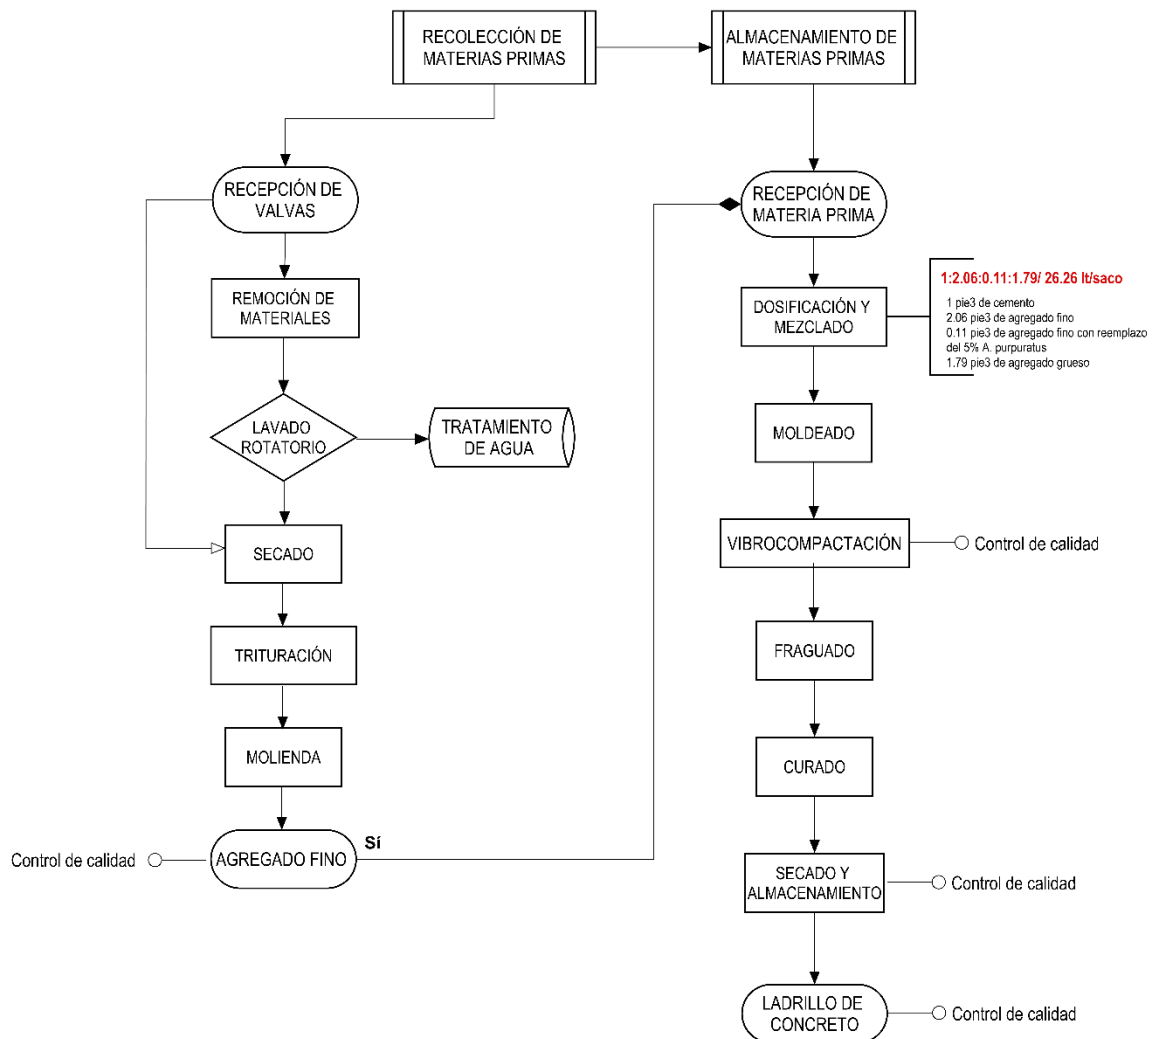 RECOLECCIÓN DE
MATERIAS PRIMAS
ALMACENAMIENTO DE
MATERIAS PRIMAS
RECEPCIÓN DE
VALVAS
REMOCIÓN DE
MATERIALES
LAVADO
ROTATORIO
TRATAMIENTO
DE AGUA
SECADO
TRITURACIÓN
MOLIENDA
AGREGADO FINO
Sí
Control de calidad
RECEPCIÓN DE
MATERIA PRIMA
DOSIFICACIÓN Y
MEZCLADO
1:2.06:0.11:1.79/ 26.26 lt/saco
1 pie3 de cemento
2.06 pie3 de agregado fino
0.11 pie3 de agregado fino con reemplazo
del 5% A. purpuratus
1.79 pie3 de agregado grueso
MOLDEADO
VIBROCOMPACTACIÓN
Control de calidad
FRAGUADO
CURADO
SECADO Y
ALMACENAMIENTO
Control de calidad
LADRILLO DE
CONCRETO
Control de calidad